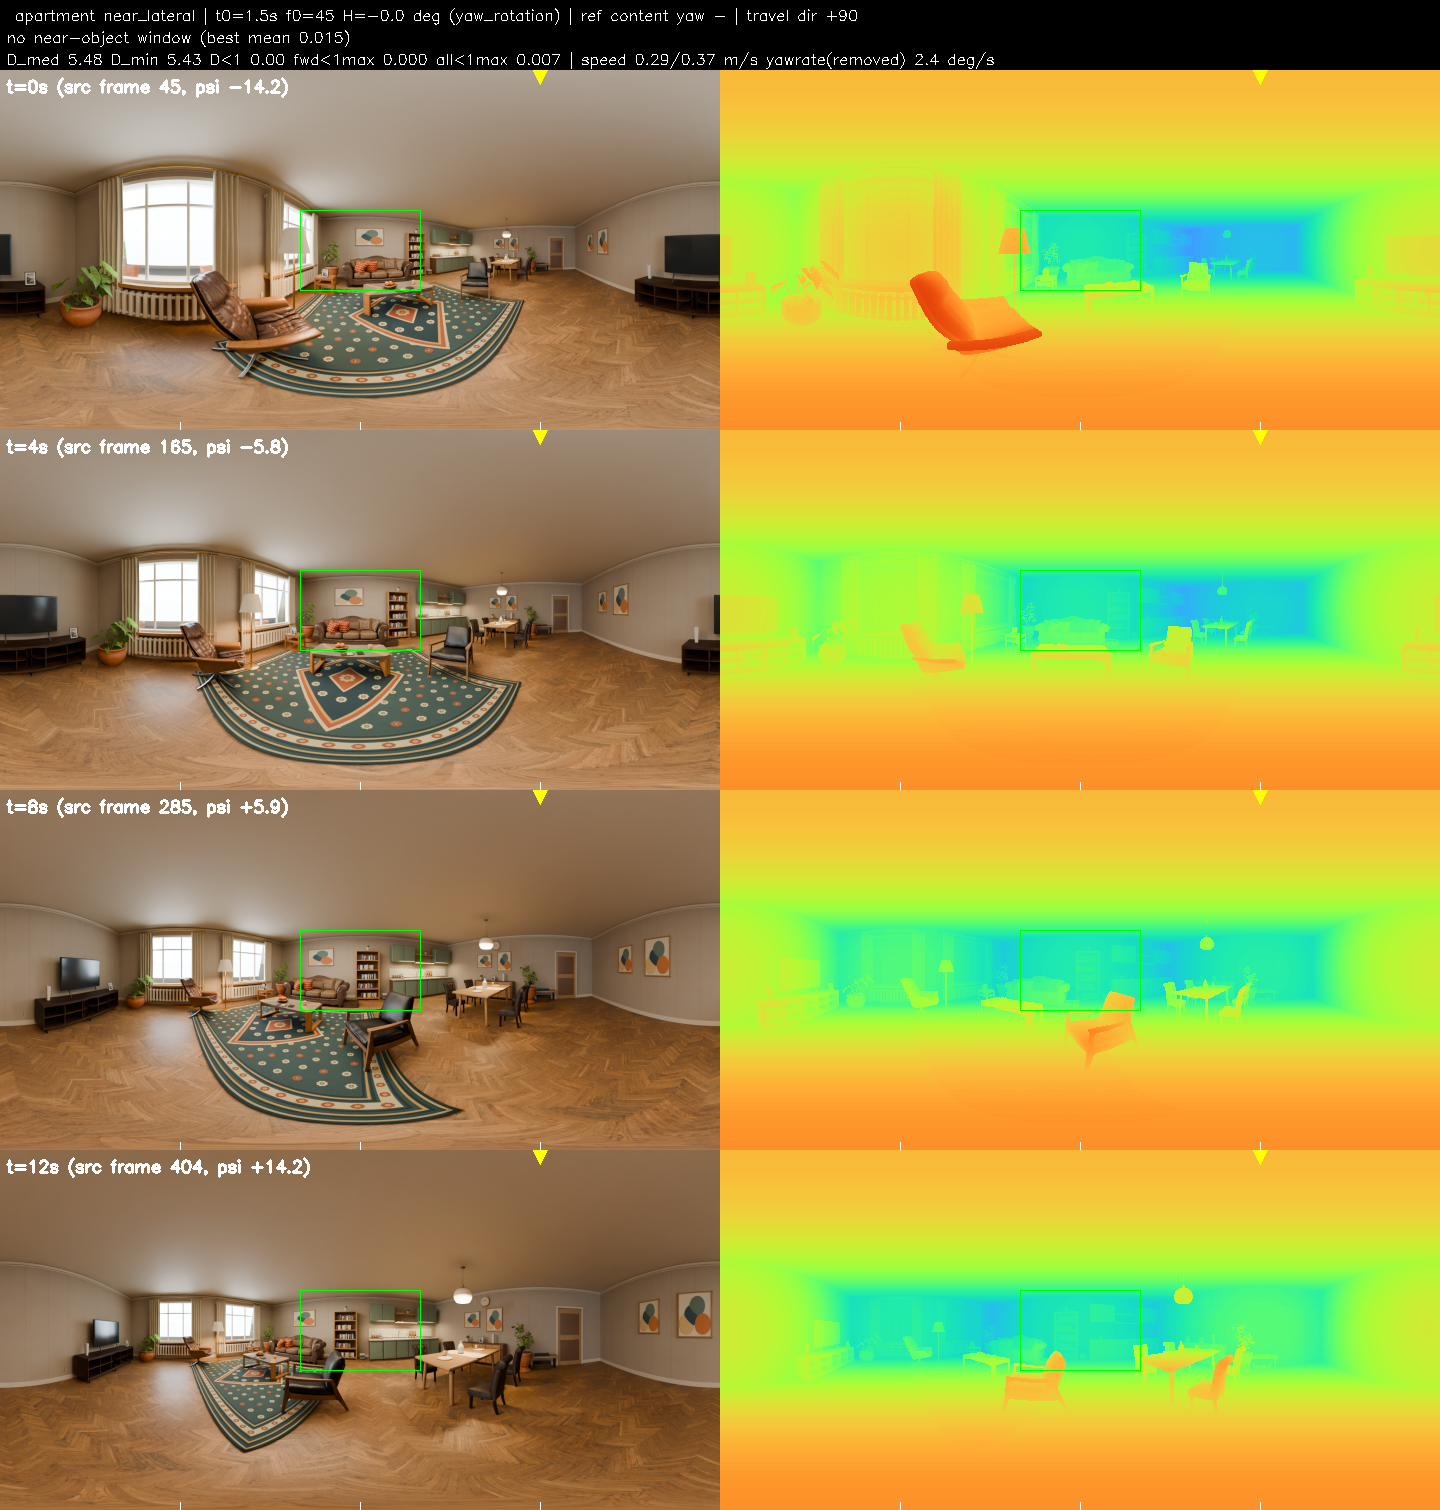 apartment near_lateral | t0=1.5s f0=45 H=-0.0 deg (yaw_rotation) | ref content yaw - | travel dir +90
no near-object window (best mean 0.015)
D_med 5.48 D_min 5.43 D<1 0.00 fwd<1max 0.000 all<1max 0.007 | speed 0.29/0.37 m/s yawrate(removed) 2.4 deg/s
t=0s (src frame 45, psi -14.2)
t=4s (src frame 165, psi -5.8)
t=8s (src frame 285, psi +5.9)
t=12s (src frame 404, psi +14.2)